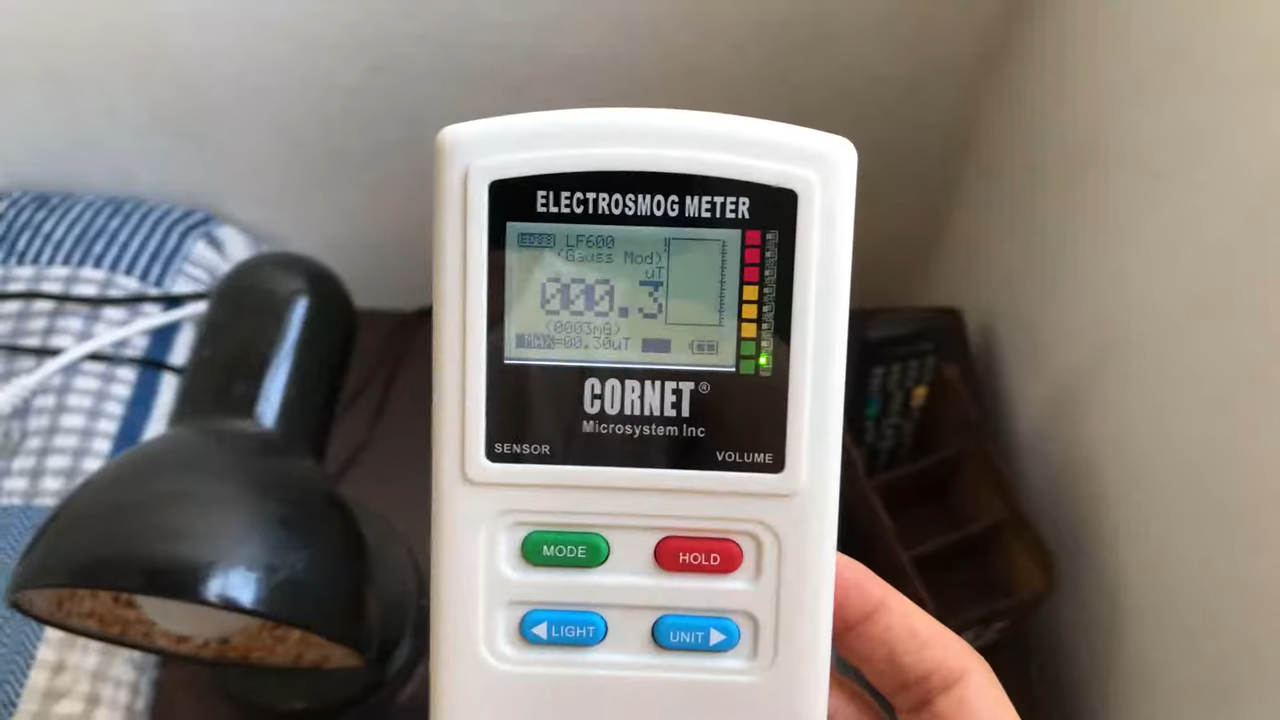 ELECTROSMOG METER
ED88 LF600
(Gauss Mod)
uT
000.3
(0003mG)
MAX=00.30uT
CORNET®
Microsystem Inc
SENSOR VOLUME
MODE HOLD
LIGHT UNIT